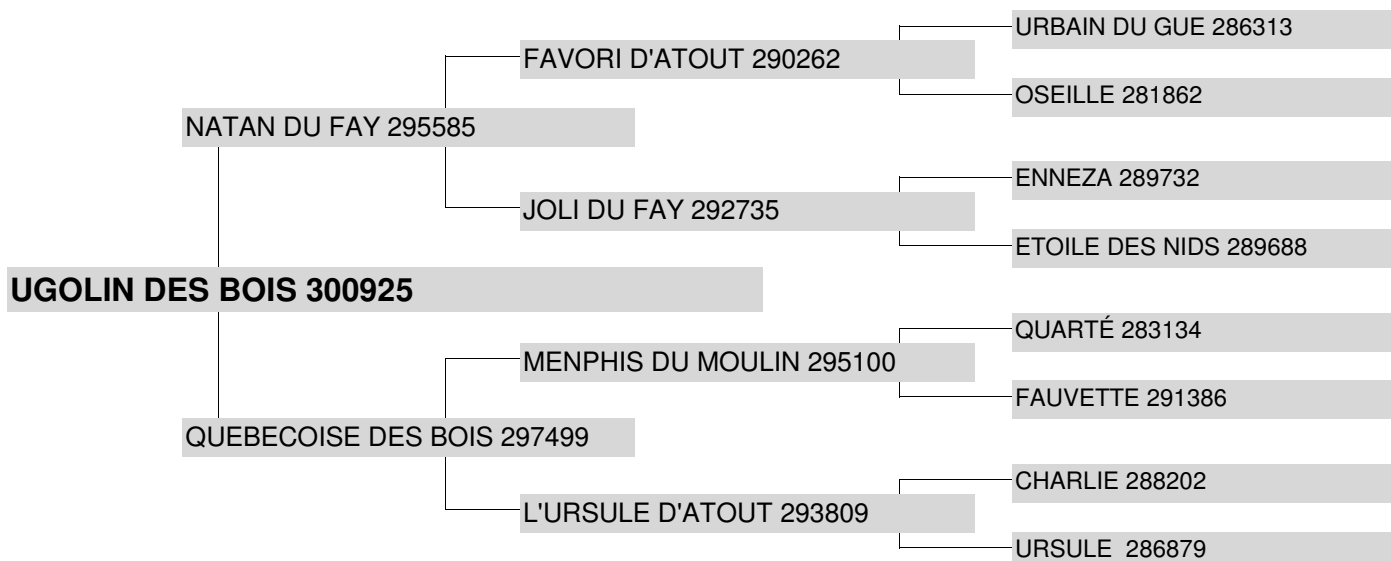 URBAIN DU GUE 286313
FAVORI D'ATOUT 290262
OSEILLE 281862
NATAN DU FAY 295585
ENNEZA 289732
JOLI DU FAY 292735
ETOILE DES NIDS 289688
UGOLIN DES BOIS 300925
QUARTÉ 283134
MENPHIS DU MOULIN 295100
FAUVETTE 291386
QUEBECOISE DES BOIS 297499
CHARLIE 288202
L'URSULE D'ATOUT 293809
URSULE  286879